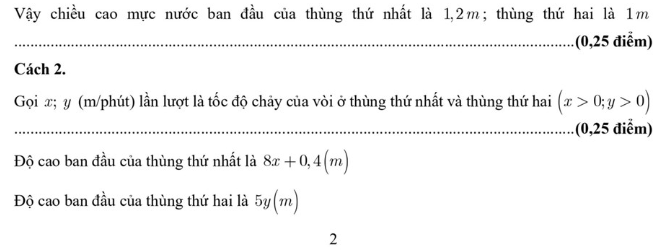 Vậy chiều cao mực nước ban đầu của thùng thứ nhất là 1,2m; thùng thứ hai là 1m
..........................................................................................................(0,25 điểm)
Cách 2.
Gọi x; y (m/phút) lần lượt là tốc độ chảy của vòi ở thùng thứ nhất và thùng thứ hai (x > 0; y > 0)
..........................................................................................................(0,25 điểm)
Độ cao ban đầu của thùng thứ nhất là 8x + 0,4(m)
Độ cao ban đầu của thùng thứ hai là 5y(m)
2